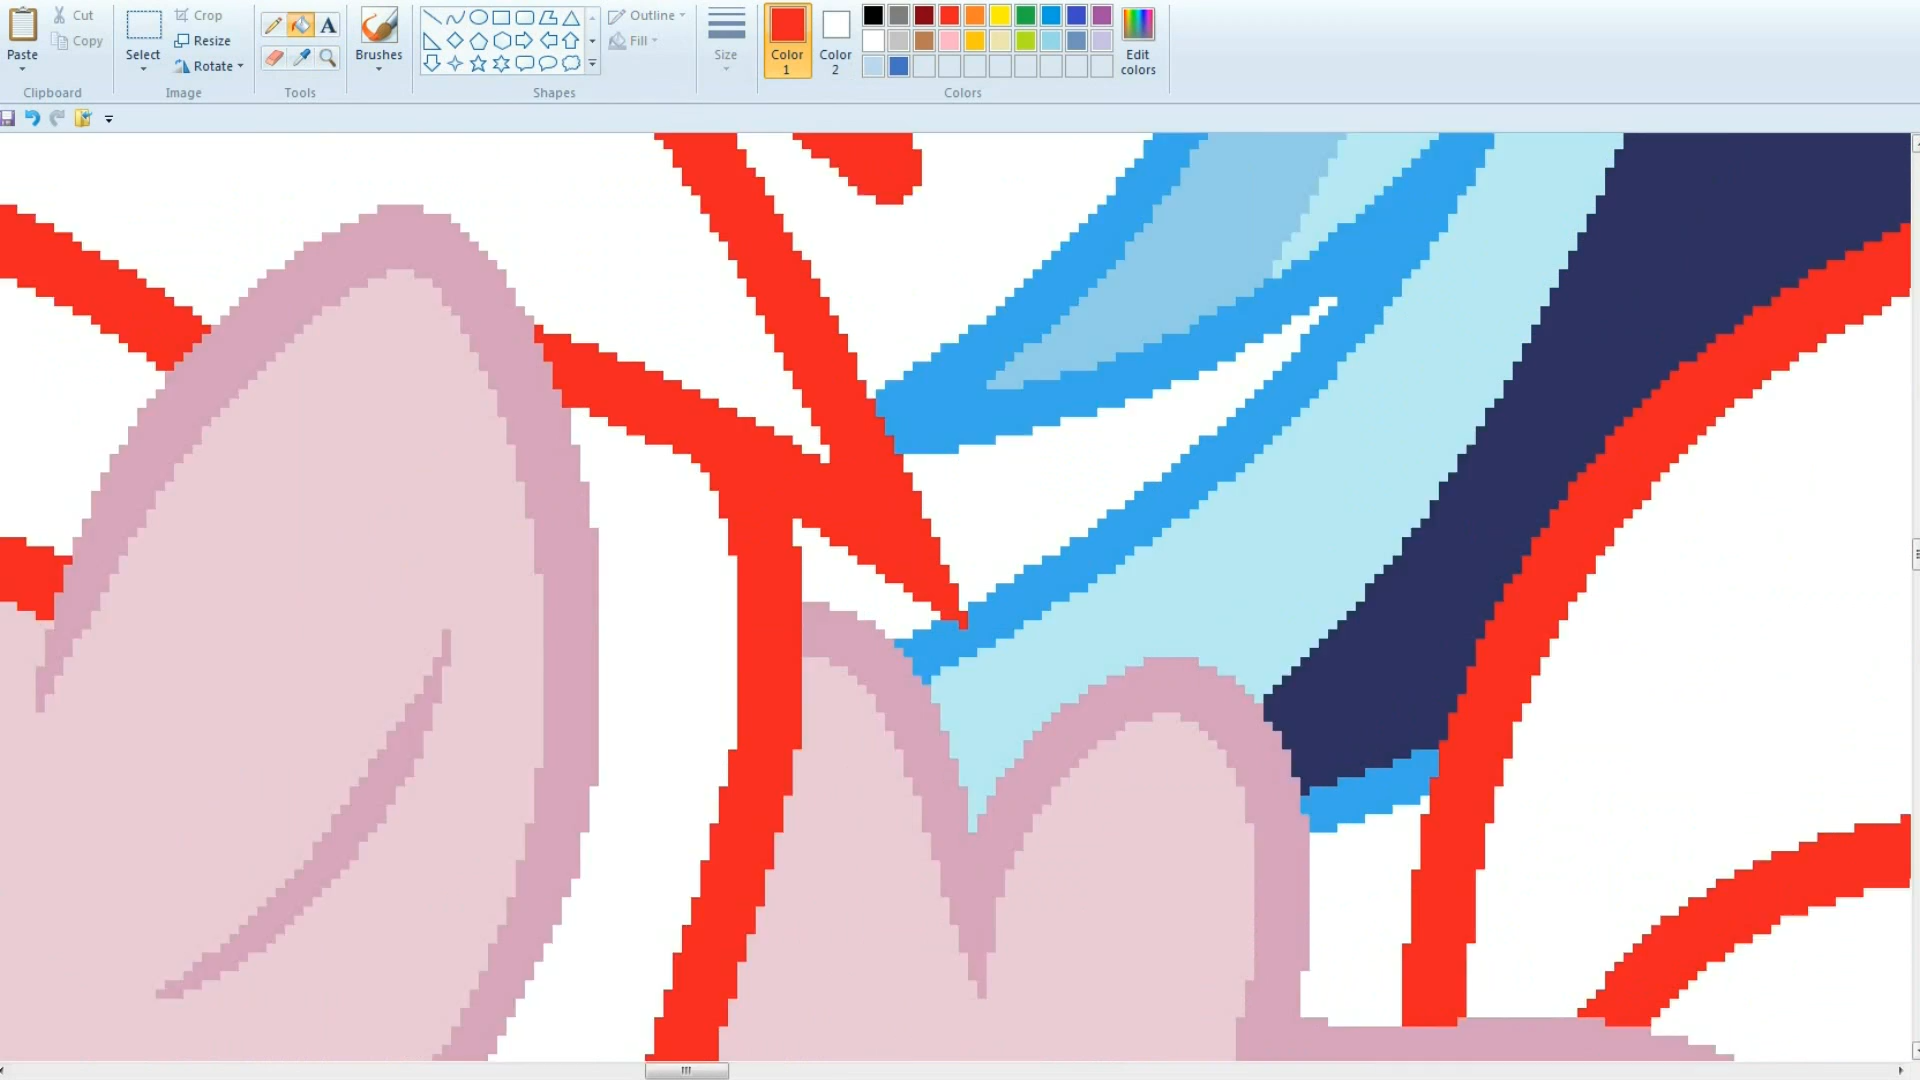 Paste
Cut
Copy
Clipboard
Select
Crop
Resize
Rotate
Image
A
Tools
Brushes
Shapes
Outline
Fill
Size
Color
1
Color
2
Colors
Edit
colors